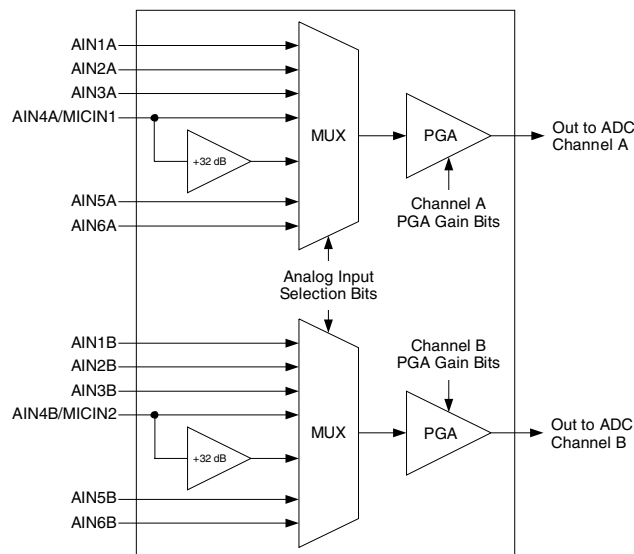 AIN1A
AIN2A
AIN3A
AIN4A/MICIN1
+32 dB
AIN5A
AIN6A
MUX
PGA
Out to ADC
Channel A
Channel A
PGA Gain Bits
Analog Input
Selection Bits
AIN1B
AIN2B
AIN3B
AIN4B/MICIN2
+32 dB
AIN5B
AIN6B
MUX
Channel B
PGA Gain Bits
PGA
Out to ADC
Channel B